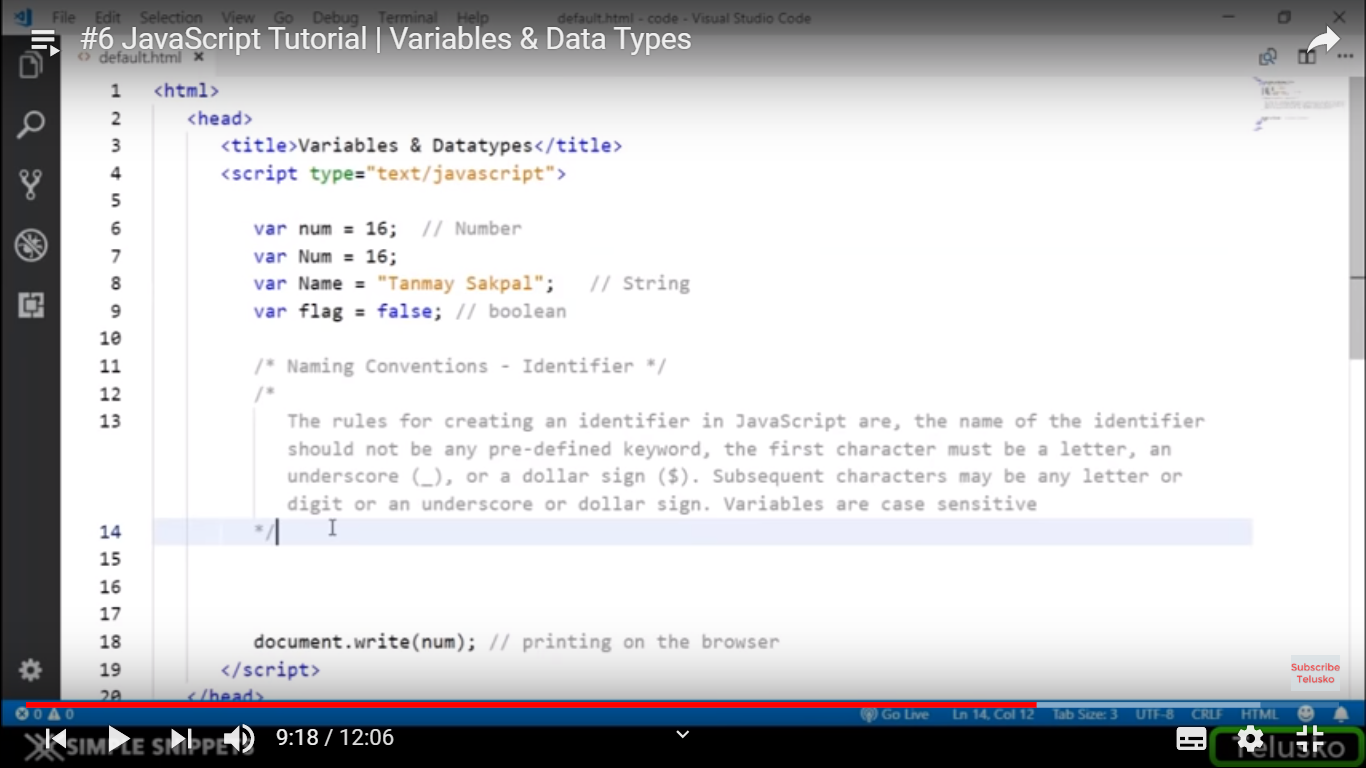 File Edit Selection View Go Debug Terminal Help default.html - code - Visual Studio Code
#6 JavaScript Tutorial | Variables & Data Types
<> default.html ×
1 <html>
2 <head>
3 <title>Variables & Datatypes</title>
4 <script type="text/javascript">
5
6 var num = 16; // Number
7 var Num = 16;
8 var Name = "Tanmay Sakpal"; // String
9 var flag = false; // boolean
10
11 /* Naming Conventions - Identifier */
12 /*
13 The rules for creating an identifier in JavaScript are, the name of the identifier
should not be any pre-defined keyword, the first character must be a letter, an
underscore (_), or a dollar sign ($). Subsequent characters may be any letter or
digit or an underscore or dollar sign. Variables are case sensitive
14 */
15
16
17
18 document.write(num); // printing on the browser
19 </script>
20 </head>
Subscribe
Telusko
0 0 Go Live Ln 14, Col 12 Tab Size: 3 UTF-8 CRLF HTML
9:18 / 12:06
SIMPLE SNIPPETS
Telusko